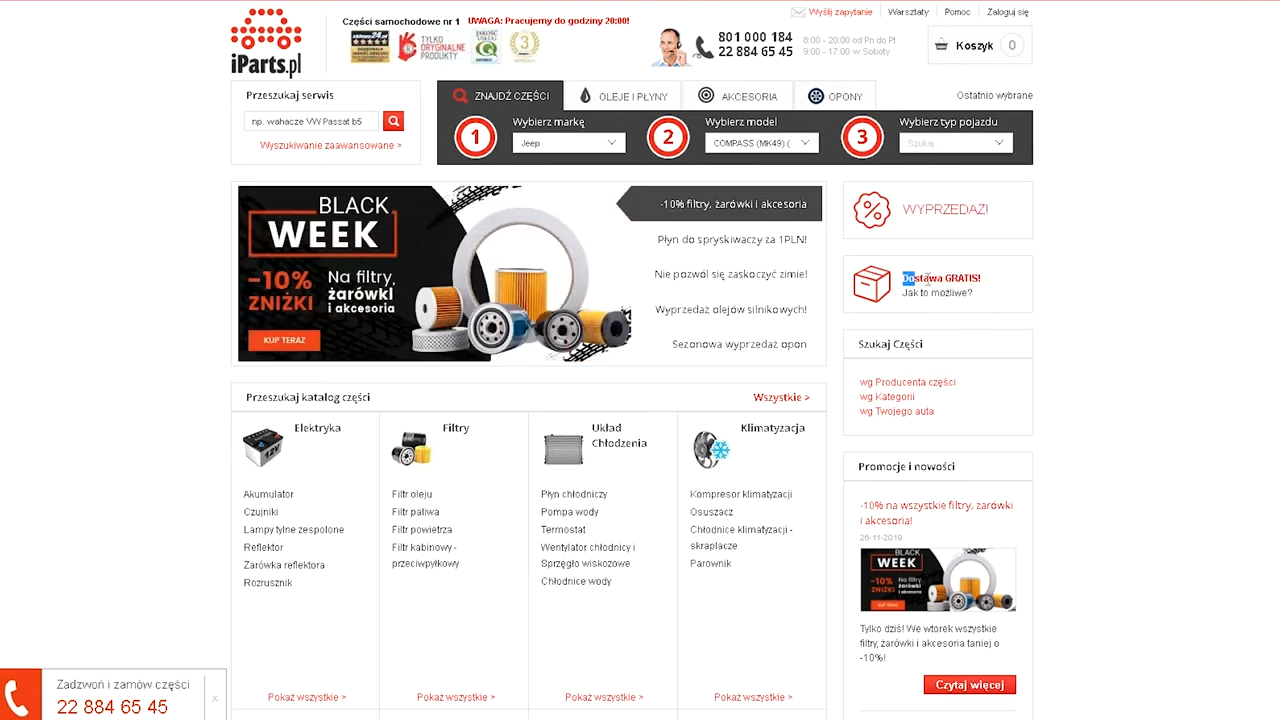 iParts.pl
Części samochodowe nr 1
UWAGA: Pracujemy do godziny 20:00!
TYLKO
ORYGINALNE
PRODUKTY
JAKOŚĆ
USŁUG
3
Wyślij zapytanie
Warsztaty
Pomoc
Zaloguj się
801 000 184
22 884 65 45
8:00 - 20:00 od Pn do Pt
9:00 - 17:00 w Soboty
Koszyk 0
Przeszukaj serwis
np. wahacze VW Passat b5
Wyszukiwanie zaawansowane >
ZNAJDŹ CZĘŚCI
OLEJE I PŁYNY
AKCESORIA
OPONY
Ostatnio wybrane
1
Wybierz markę
Jeep
2
Wybierz model
COMPASS (MK49) (
3
Wybierz typ pojazdu
Szukaj
BLACK
WEEK
-10%
ZNIŻKI
Na filtry,
żarówki
i akcesoria
KUP TERAZ
-10% filtry, żarówki i akcesoria
Płyn do spryskiwaczy za 1PLN!
Nie pozwól się zaskoczyć zimie!
Wyprzedaż olejów silnikowych!
Sezonowa wyprzedaż opon
WYPRZEDAŻ!
Dostawa GRATIS!
Jak to możliwe?
Szukaj Części
wg Producenta części
wg Kategorii
wg Twojego auta
Przeszukaj katalog części
Wszystkie >
Elektryka
Akumulator
Czujniki
Lampy tylne zespolone
Reflektor
Żarówka reflektora
Rozrusznik
Pokaż wszystkie >
Filtry
Filtr oleju
Filtr paliwa
Filtr powietrza
Filtr kabinowy -
przeciwpyłkowy
Pokaż wszystkie >
Układ
Chłodzenia
Płyn chłodniczy
Pompa wody
Termostat
Wentylator chłodnicy i
Sprzęgło wiskozowe
Chłodnice wody
Pokaż wszystkie >
Klimatyzacja
Kompresor klimatyzacji
Osuszacz
Chłodnice klimatyzacji -
skraplacze
Parownik
Pokaż wszystkie >
Promocje i nowości
-10% na wszystkie filtry, żarówki
i akcesoria!
26-11-2019
BLACK
WEEK
-10%
ZNIŻKI
Na filtry,
żarówki
i akcesoria
Tylko dziś! We wtorek wszystkie
filtry, żarówki i akcesoria taniej o
-10%!
Czytaj więcej
Zadzwoń i zamów części
22 884 65 45
x